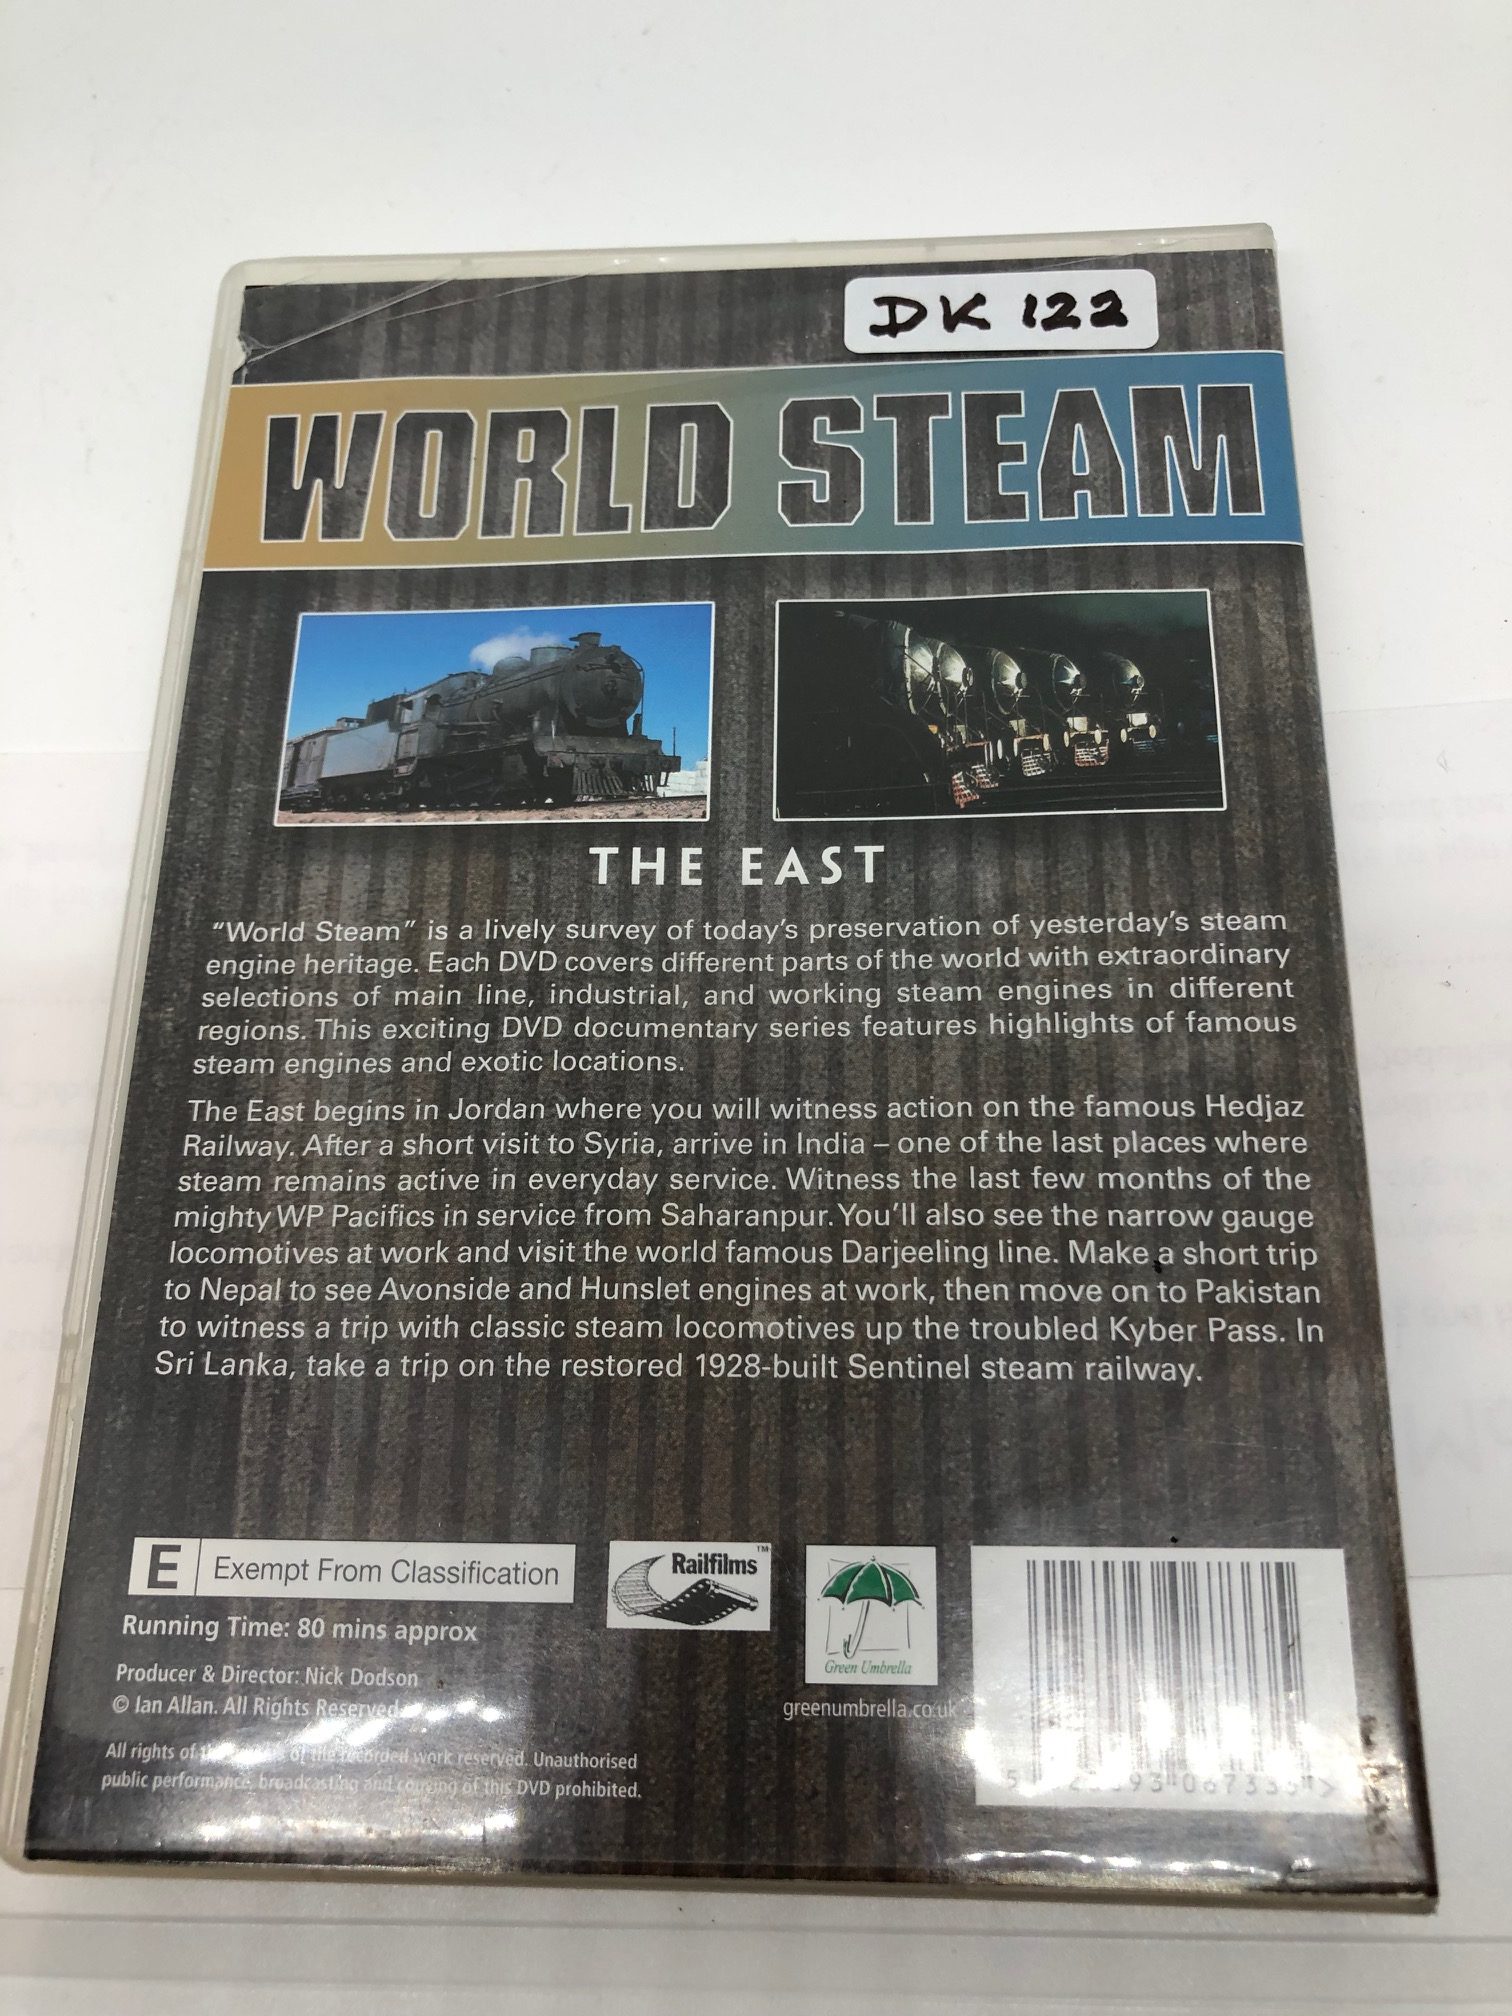 DK 122
WORLD STEAM
THE EAST
“World Steam” is a lively survey of today’s preservation of yesterday’s steam
engine heritage. Each DVD covers different parts of the world with extraordinary
selections of main line, industrial, and working steam engines in different
regions. This exciting DVD documentary series features highlights of famous
steam engines and exotic locations.
The East begins in Jordan where you will witness action on the famous Hedjaz
Railway. After a short visit to Syria, arrive in India – one of the last places where
steam remains active in everyday service. Witness the last few months of the
mighty WP Pacifics in service from Saharanpur. You’ll also see the narrow gauge
locomotives at work and visit the world famous Darjeeling line. Make a short trip
to Nepal to see Avonside and Hunslet engines at work, then move on to Pakistan
to witness a trip with classic steam locomotives up the troubled Kyber Pass. In
Sri Lanka, take a trip on the restored 1928-built Sentinel steam railway.
E Exempt From Classification
Running Time: 80 mins approx
Producer & Director: Nick Dodson
© Ian Allan. All Rights Reserved.
All rights of the of the recorded work reserved. Unauthorised
public performance, broadcasting and copying of this DVD prohibited.
Railfilms™
Green Umbrella
greenumbrella.co.uk